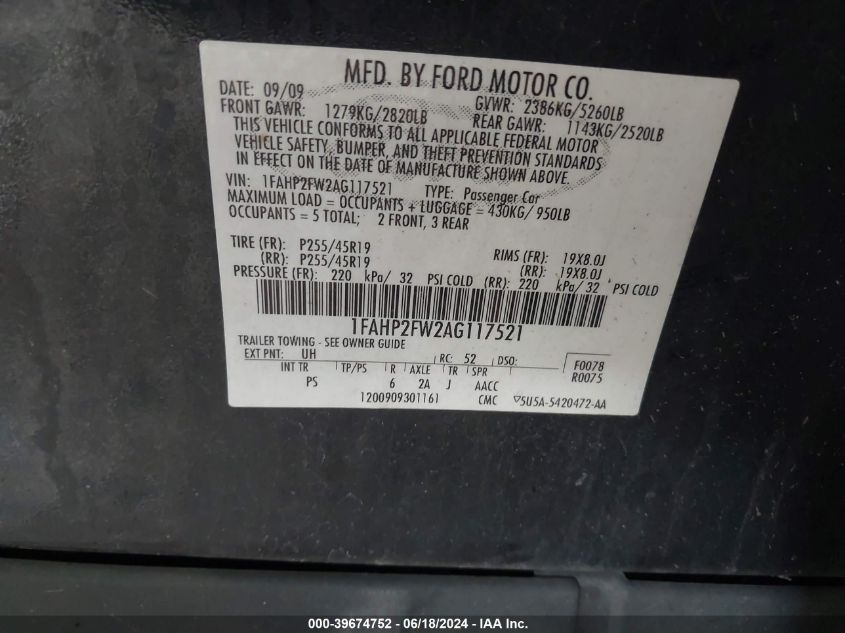 MFD. BY FORD MOTOR CO.
DATE: 09/09 GVWR: 2386KG/5260LB
FRONT GAWR: 1279KG/2820LB REAR GAWR: 1143KG/2520LB
THIS VEHICLE CONFORMS TO ALL APPLICABLE FEDERAL MOTOR
VEHICLE SAFETY, BUMPER, AND THEFT PREVENTION STANDARDS
IN EFFECT ON THE DATE OF MANUFACTURE SHOWN ABOVE.
VIN: 1FAHP2FW2AG117521 TYPE: Passenger Car
MAXIMUM LOAD = OCCUPANTS + LUGGAGE = 430KG/ 950LB
OCCUPANTS = 5 TOTAL; 2 FRONT, 3 REAR
TIRE (FR): P255/45R19 RIMS (FR): 19X8.0J
(RR): P255/45R19 (RR): 19X8.0J
PRESSURE (FR): 220 kPa/ 32 PSI COLD (RR): 220 kPa/ 32 PSI COLD
1FAHP2FW2AG117521
TRAILER TOWING - SEE OWNER GUIDE
EXT PNT: UH RC: 52 DSO: F0078
INT TR TP/PS R AXLE TR SPR R0075
PS 6 2A J AACC
1200909301161 CMC ▽5U5A-5420472-AA
000-39674752 - 06/18/2024 - IAA Inc.